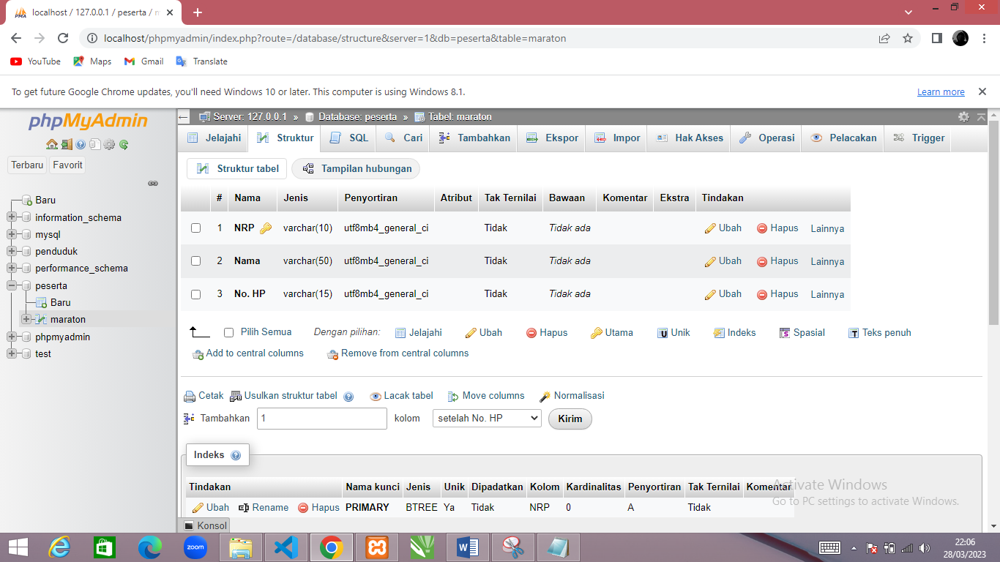 localhost / 127.0.0.1 / peserta / m
localhost/phpmyadmin/index.php?route=/database/structure&server=1&db=peserta&table=maraton
YouTube Maps Gmail Translate
To get future Google Chrome updates, you'll need Windows 10 or later. This computer is using Windows 8.1. Learn more
phpMyAdmin
Terbaru Favorit
Baru
information_schema
mysql
penduduk
performance_schema
peserta
Baru
maraton
phpmyadmin
test
Server: 127.0.0.1 » Database: peserta » Tabel: maraton
Jelajahi Struktur SQL Cari Tambahkan Ekspor Impor Hak Akses Operasi Pelacakan Trigger
Struktur tabel Tampilan hubungan
# Nama Jenis Penyortiran Atribut Tak Ternilai Bawaan Komentar Ekstra Tindakan
1 NRP varchar(10) utf8mb4_general_ci Tidak Tidak ada Ubah Hapus Lainnya
2 Nama varchar(50) utf8mb4_general_ci Tidak Tidak ada Ubah Hapus Lainnya
3 No. HP varchar(15) utf8mb4_general_ci Tidak Tidak ada Ubah Hapus Lainnya
Pilih Semua Dengan pilihan: Jelajahi Ubah Hapus Utama Unik Indeks Spasial Teks penuh
Add to central columns Remove from central columns
Cetak Usulkan struktur tabel Lacak tabel Move columns Normalisasi
Tambahkan 1 kolom setelah No. HP Kirim
Indeks
Tindakan Nama kunci Jenis Unik Dipadatkan Kolom Kardinalitas Penyortiran Tak Ternilai Komentar
Ubah Rename Hapus PRIMARY BTREE Ya Tidak NRP 0 A Tidak
Activate Windows
Go to PC settings to activate Windows.
Konsol
zoom
22:06
28/03/2023